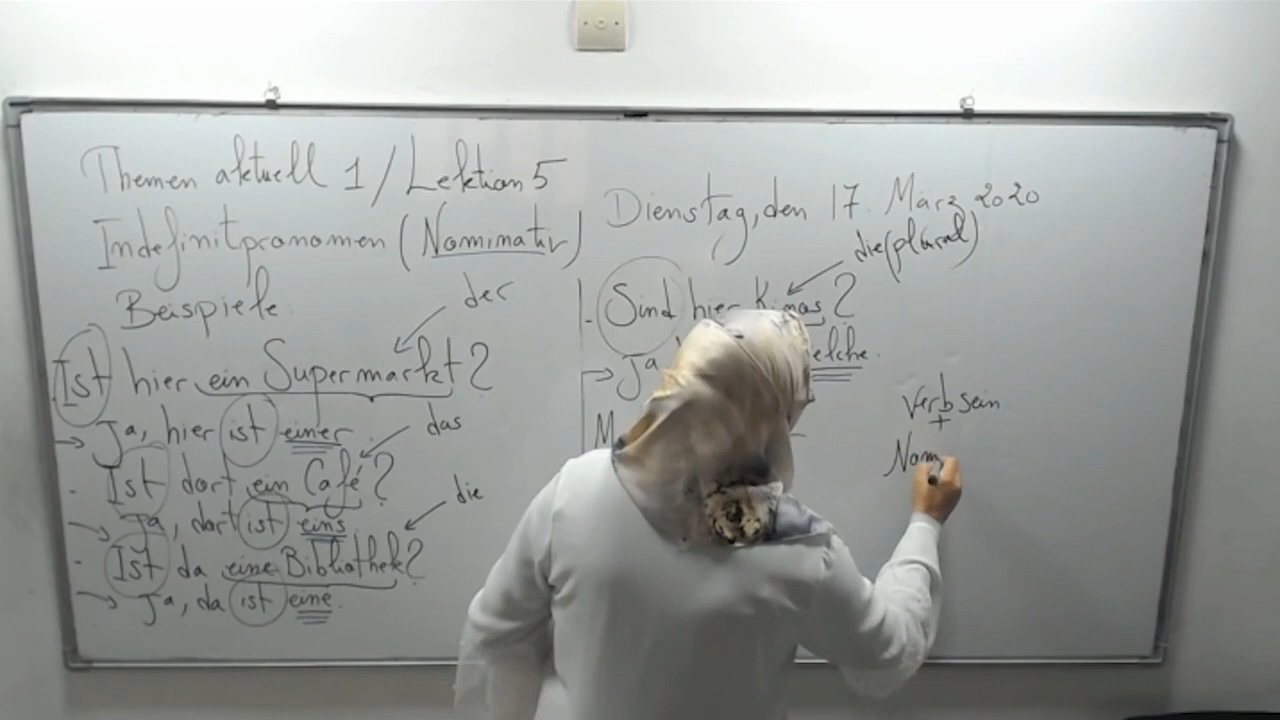 Themen aktuell 1 / Lektion 5
Indefinitpronomen (Nominativ)
Beispiele:
der
Ist hier ein Supermarkt?
→ Ja, hier ist einer.
das
- Ist dort ein Café?
→ Ja, dort ist eins.
die
- Ist da eine Bibliothek?
→ Ja, da ist eine.
Dienstag, den 17. März 2020
die (plural)
- Sind hier Kinos?
→ Ja
Verb sein
+
Nom